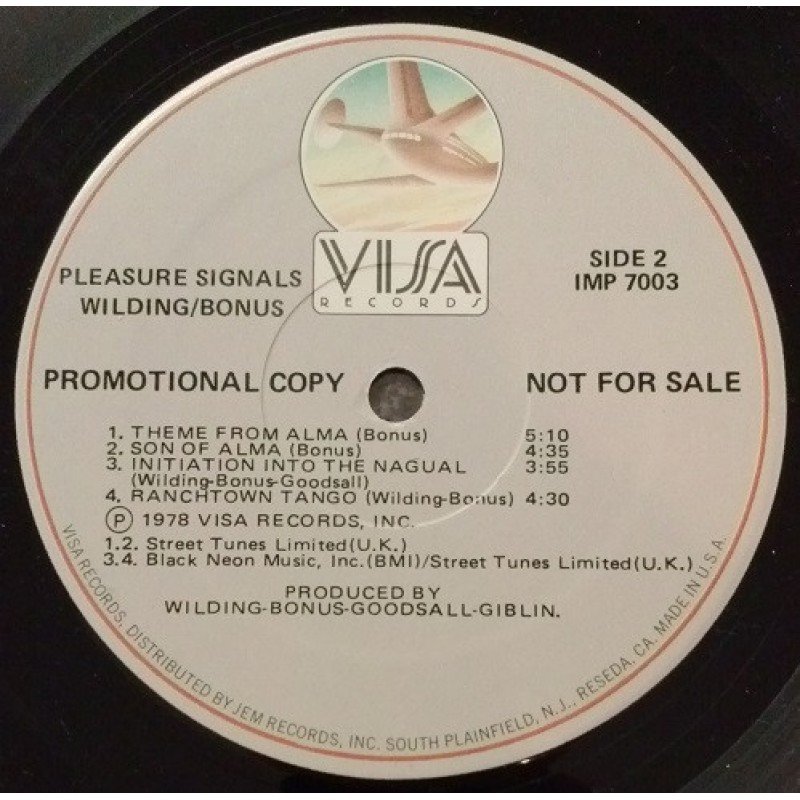 VISA
RECORDS
PLEASURE SIGNALS
WILDING/BONUS
SIDE 2
IMP 7003
PROMOTIONAL COPY
NOT FOR SALE
1. THEME FROM ALMA (Bonus) 5:10
2. SON OF ALMA (Bonus) 4:35
3. INITIATION INTO THE NAGUAL 3:55
(Wilding-Bonus-Goodsall)
4. RANCHTOWN TANGO (Wilding-Bonus) 4:30
Ⓟ 1978 VISA RECORDS, INC.
1.2. Street Tunes Limited(U.K.)
3.4. Black Neon Music, Inc.(BMI)/Street Tunes Limited(U.K.)
PRODUCED BY
WILDING-BONUS-GOODSALL-GIBLIN.
VISA RECORDS, DISTRIBUTED BY JEM RECORDS, INC. SOUTH PLAINFIELD, N.J., RESEDA, CA. MADE IN U.S.A.